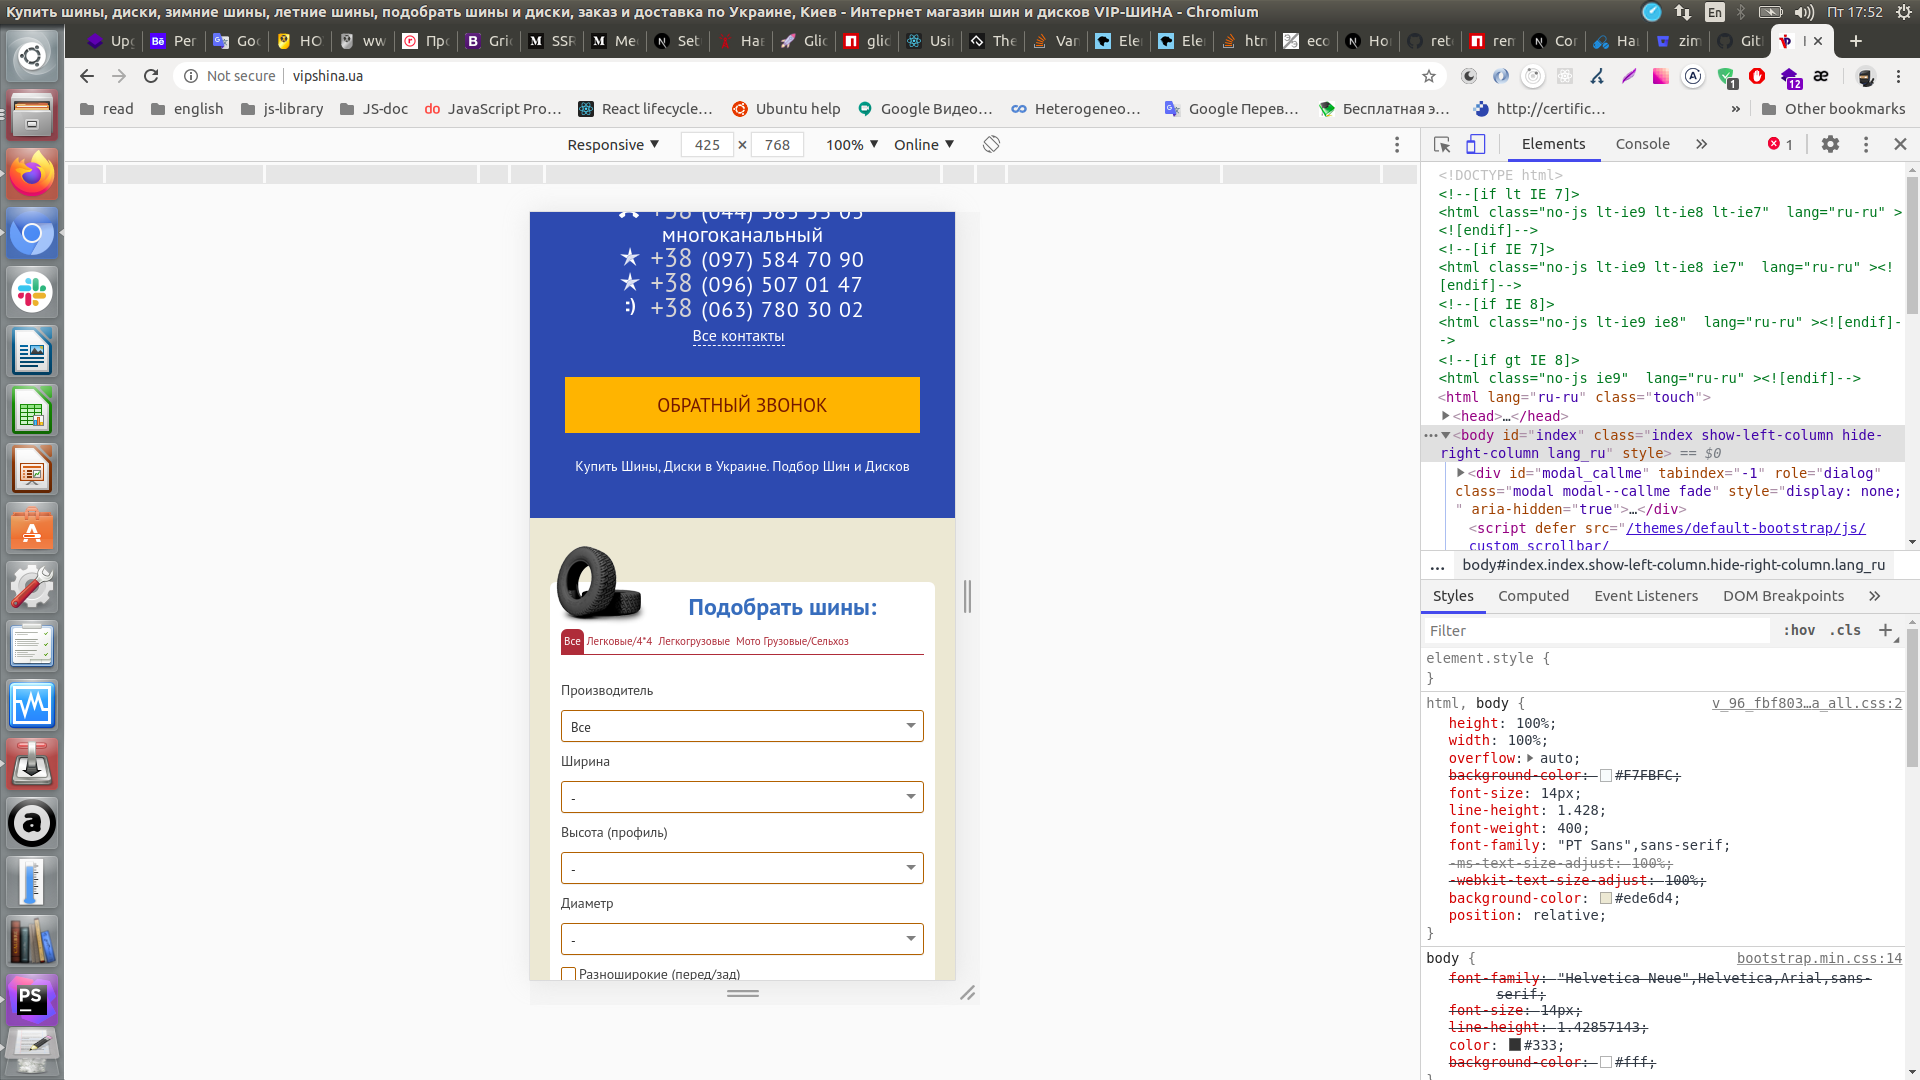 Купить шины, диски, зимние шины, летние шины, подобрать шины и диски, заказ и доставка по Украине, Киев - Интернет магазин шин и дисков VIP-ШИНА - Chromium
En
Пт 17:52
Upg Per Goo HO ww Про Gric SSR Me Set Hae Glic glid Usi The Van Eler Eler htm eco Ho ret rem Cor Hau zim Git
Not secure vipshina.ua
1 12
read english js-library JS-doc JavaScript Pro… React lifecycle… Ubuntu help Google Видео… Heterogeneo… Google Перев… Бесплатная э… http://certific… » Other bookmarks
Responsive ▼ 425 × 768 100% ▼ Online ▼
Elements Console » 1
+38 (044) 585 55 05
многоканальный
+38 (097) 584 70 90
+38 (096) 507 01 47
:) +38 (063) 780 30 02
Все контакты
ОБРАТНЫЙ ЗВОНОК
Купить Шины, Диски в Украине. Подбор Шин и Дисков
Подобрать шины:
Все Легковые/4*4 Легкогрузовые Мото Грузовые/Сельхоз
Производитель
Все
Ширина
-
Высота (профиль)
-
Диаметр
-
Разноширокие (перед/зад)
<!DOCTYPE html>
<!--[if lt IE 7]>
<html class="no-js lt-ie9 lt-ie8 lt-ie7"  lang="ru-ru" >
<![endif]-->
<!--[if IE 7]>
<html class="no-js lt-ie9 lt-ie8 ie7"  lang="ru-ru" ><!
[endif]-->
<!--[if IE 8]>
<html class="no-js lt-ie9 ie8"  lang="ru-ru" ><![endif]-
->
<!--[if gt IE 8]>
<html class="no-js ie9"  lang="ru-ru" ><![endif]-->
<html lang="ru-ru" class="touch">
<head>…</head>
<body id="index" class="index show-left-column hide-
right-column lang_ru" style> == $0
<div id="modal_callme" tabindex="-1" role="dialog"
class="modal modal--callme fade" style="display: none;
" aria-hidden="true">…</div>
<script defer src="/themes/default-bootstrap/js/
custom_scrollbar/
… body#index.index.show-left-column.hide-right-column.lang_ru
Styles Computed Event Listeners DOM Breakpoints »
Filter :hov .cls +
element.style {
}
html, body { v_96_fbf803…a_all.css:2
height: 100%;
width: 100%;
overflow: auto;
background-color: #F7FBFC;
font-size: 14px;
line-height: 1.428;
font-weight: 400;
font-family: "PT Sans",sans-serif;
-ms-text-size-adjust: 100%;
-webkit-text-size-adjust: 100%;
background-color: #ede6d4;
position: relative;
}
body { bootstrap.min.css:14
font-family: "Helvetica Neue",Helvetica,Arial,sans-
serif;
font-size: 14px;
line-height: 1.42857143;
color: #333;
background-color: #fff;
}
PS